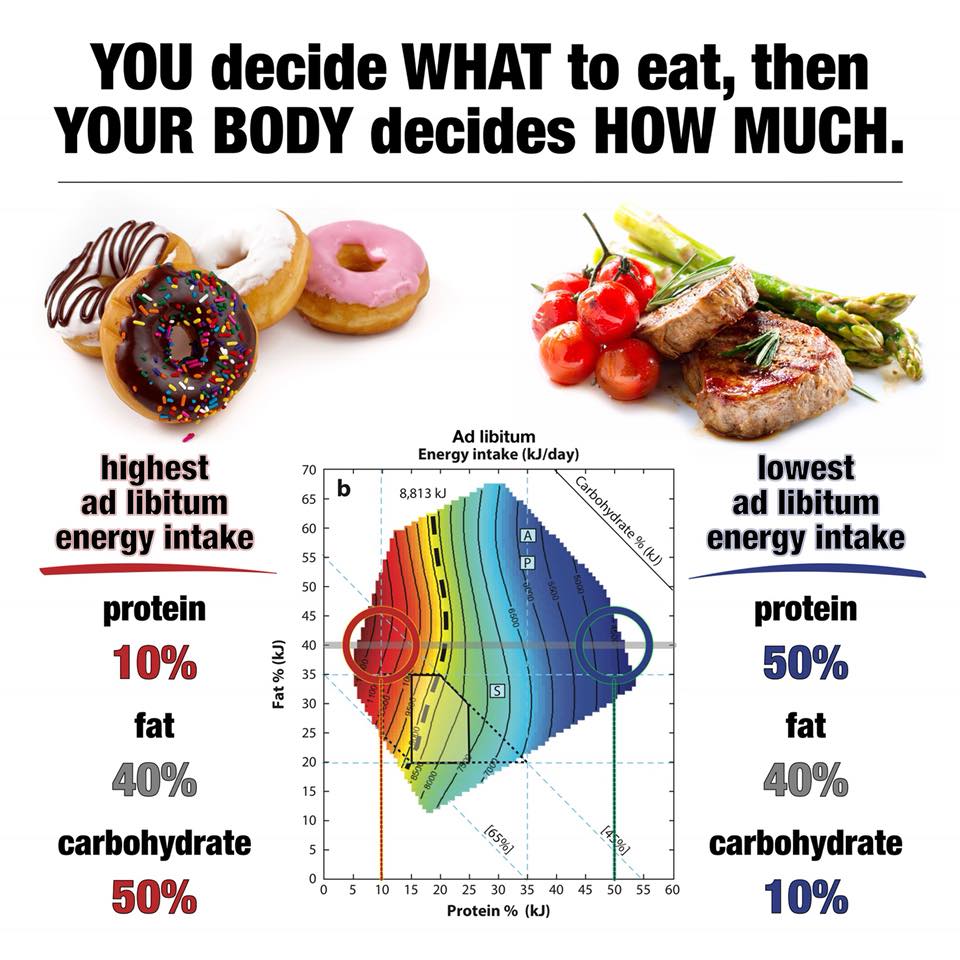 YOU decide WHAT to eat, then
YOUR BODY decides HOW MUCH.
highest
ad libitum
energy intake
protein
10%
fat
40%
carbohydrate
50%
Ad libitum
Energy intake (kJ/day)
b
8,813 kJ
Carbohydrate % (kJ)
A
P
S
6500
5500
5000
9500
8500
8000
7500
7000
[65%]
[45%]
Fat % (kJ)
70
65
60
55
50
45
40
35
30
25
20
15
10
5
0
0 5 10 15 20 25 30 35 40 45 50 55 60
Protein % (kJ)
lowest
ad libitum
energy intake
protein
50%
fat
40%
carbohydrate
10%